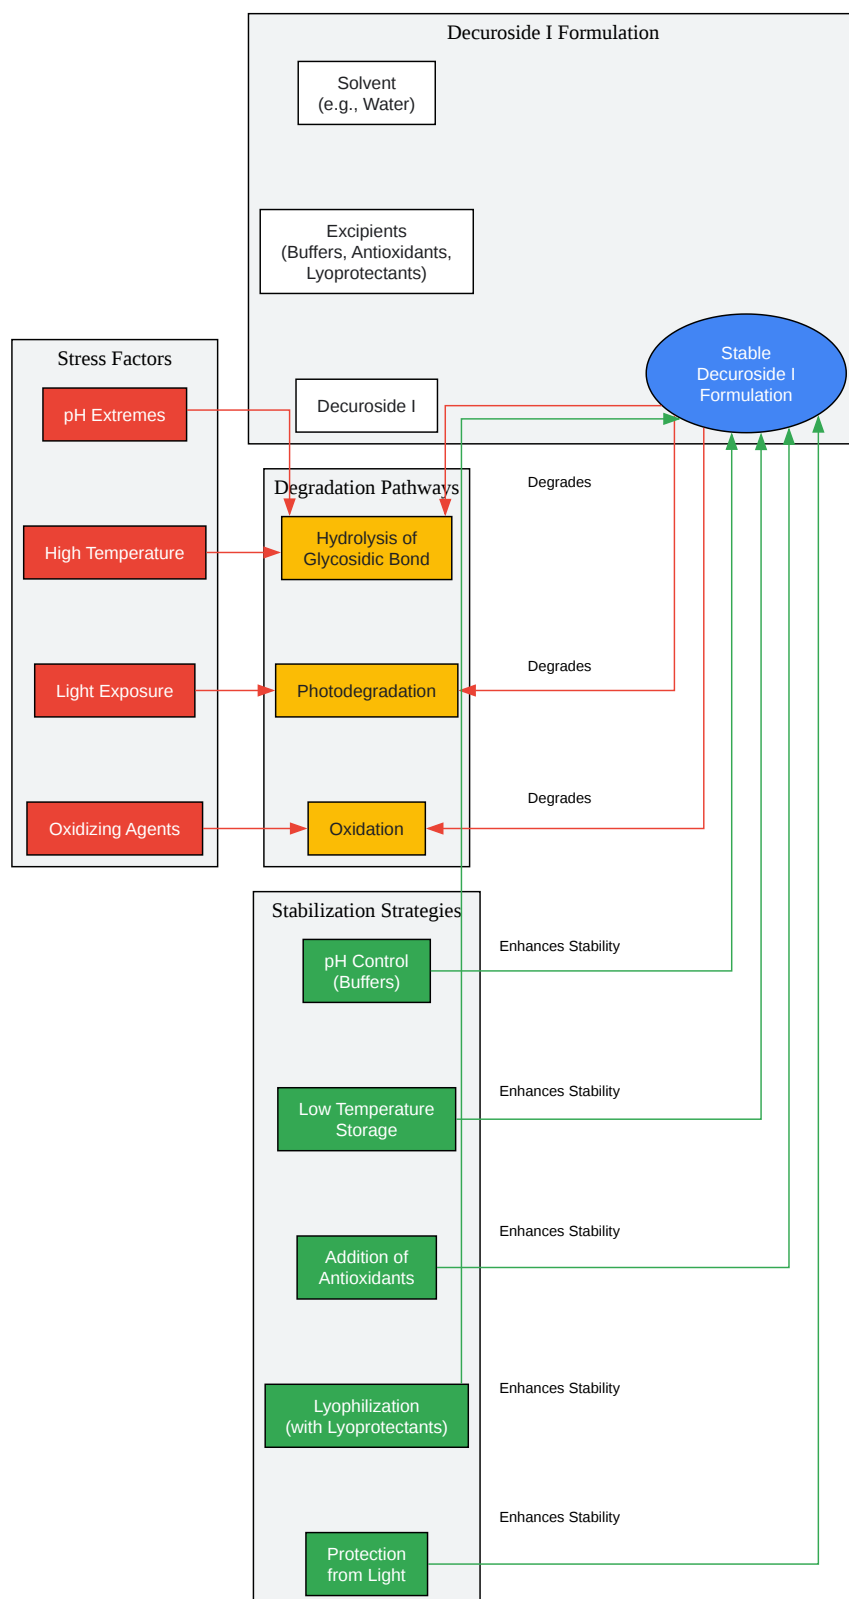 Decuroside I Formulation
Solvent
(e.g., Water)
Excipients
(Buffers, Antioxidants,
Lyoprotectants)
Stable
Decuroside I
Formulation
Decuroside I
Stress Factors
pH Extremes
High Temperature
Light Exposure
Oxidizing Agents
Degradation Pathways
Hydrolysis of
Glycosidic Bond
Photodegradation
Oxidation
Degrades
Degrades
Degrades
Stabilization Strategies
pH Control
(Buffers)
Enhances Stability
Low Temperature
Storage
Enhances Stability
Addition of
Antioxidants
Enhances Stability
Lyophilization
(with Lyoprotectants)
Enhances Stability
Protection
from Light
Enhances Stability